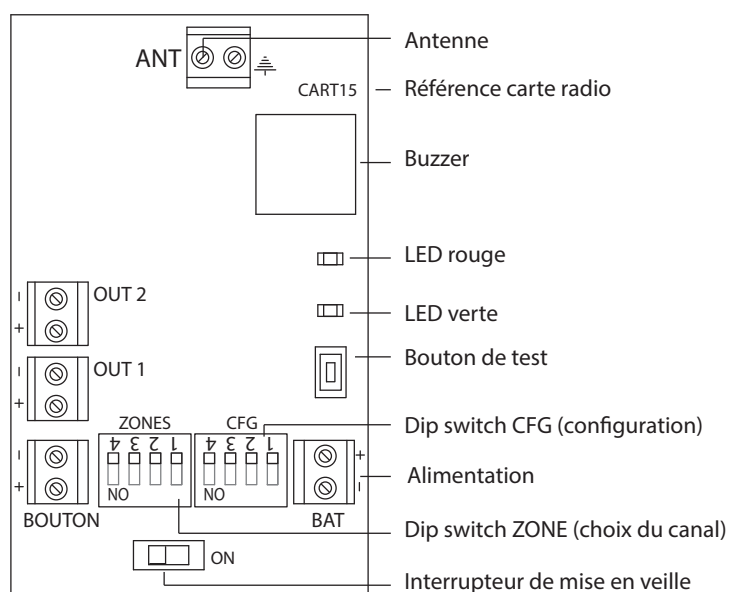 ANT
Antenne
CART15
Référence carte radio
Buzzer
LED rouge
- OUT 2
+
LED verte
- OUT 1
+
Bouton de test
ZONES
CFG
Dip switch CFG (configuration)
4 3 2 1
4 3 2 1
- +
+ -
Alimentation
NO
NO
BOUTON
BAT
Dip switch ZONE (choix du canal)
ON
Interrupteur de mise en veille